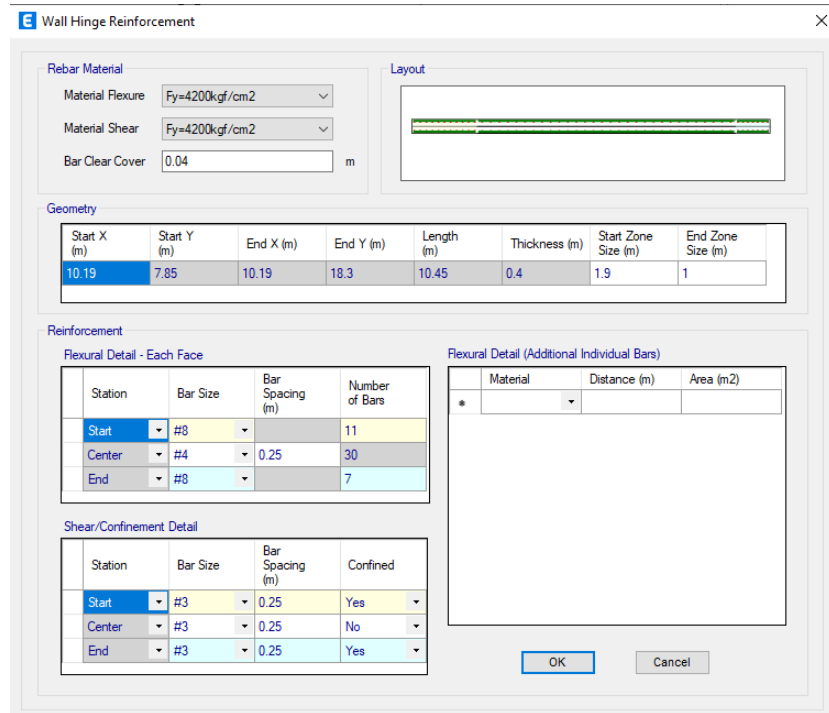 E Wall Hinge Reinforcement
Rebar Material
Material Flexure Fy=4200kgf/cm2
Material Shear Fy=4200kgf/cm2
Bar Clear Cover 0.04 m
Layout
Geometry
Start X (m) Start Y (m) End X (m) End Y (m) Length (m) Thickness (m) Start Zone Size (m) End Zone Size (m)
10.19 7.85 10.19 18.3 10.45 0.4 1.9 1
Reinforcement
Flexural Detail - Each Face
Station Bar Size Bar Spacing (m) Number of Bars
Start #8 11
Center #4 0.25 30
End #8 7
Shear/Confinement Detail
Station Bar Size Bar Spacing (m) Confined
Start #3 0.25 Yes
Center #3 0.25 No
End #3 0.25 Yes
Flexural Detail (Additional Individual Bars)
Material Distance (m) Area (m2)
*
OK Cancel